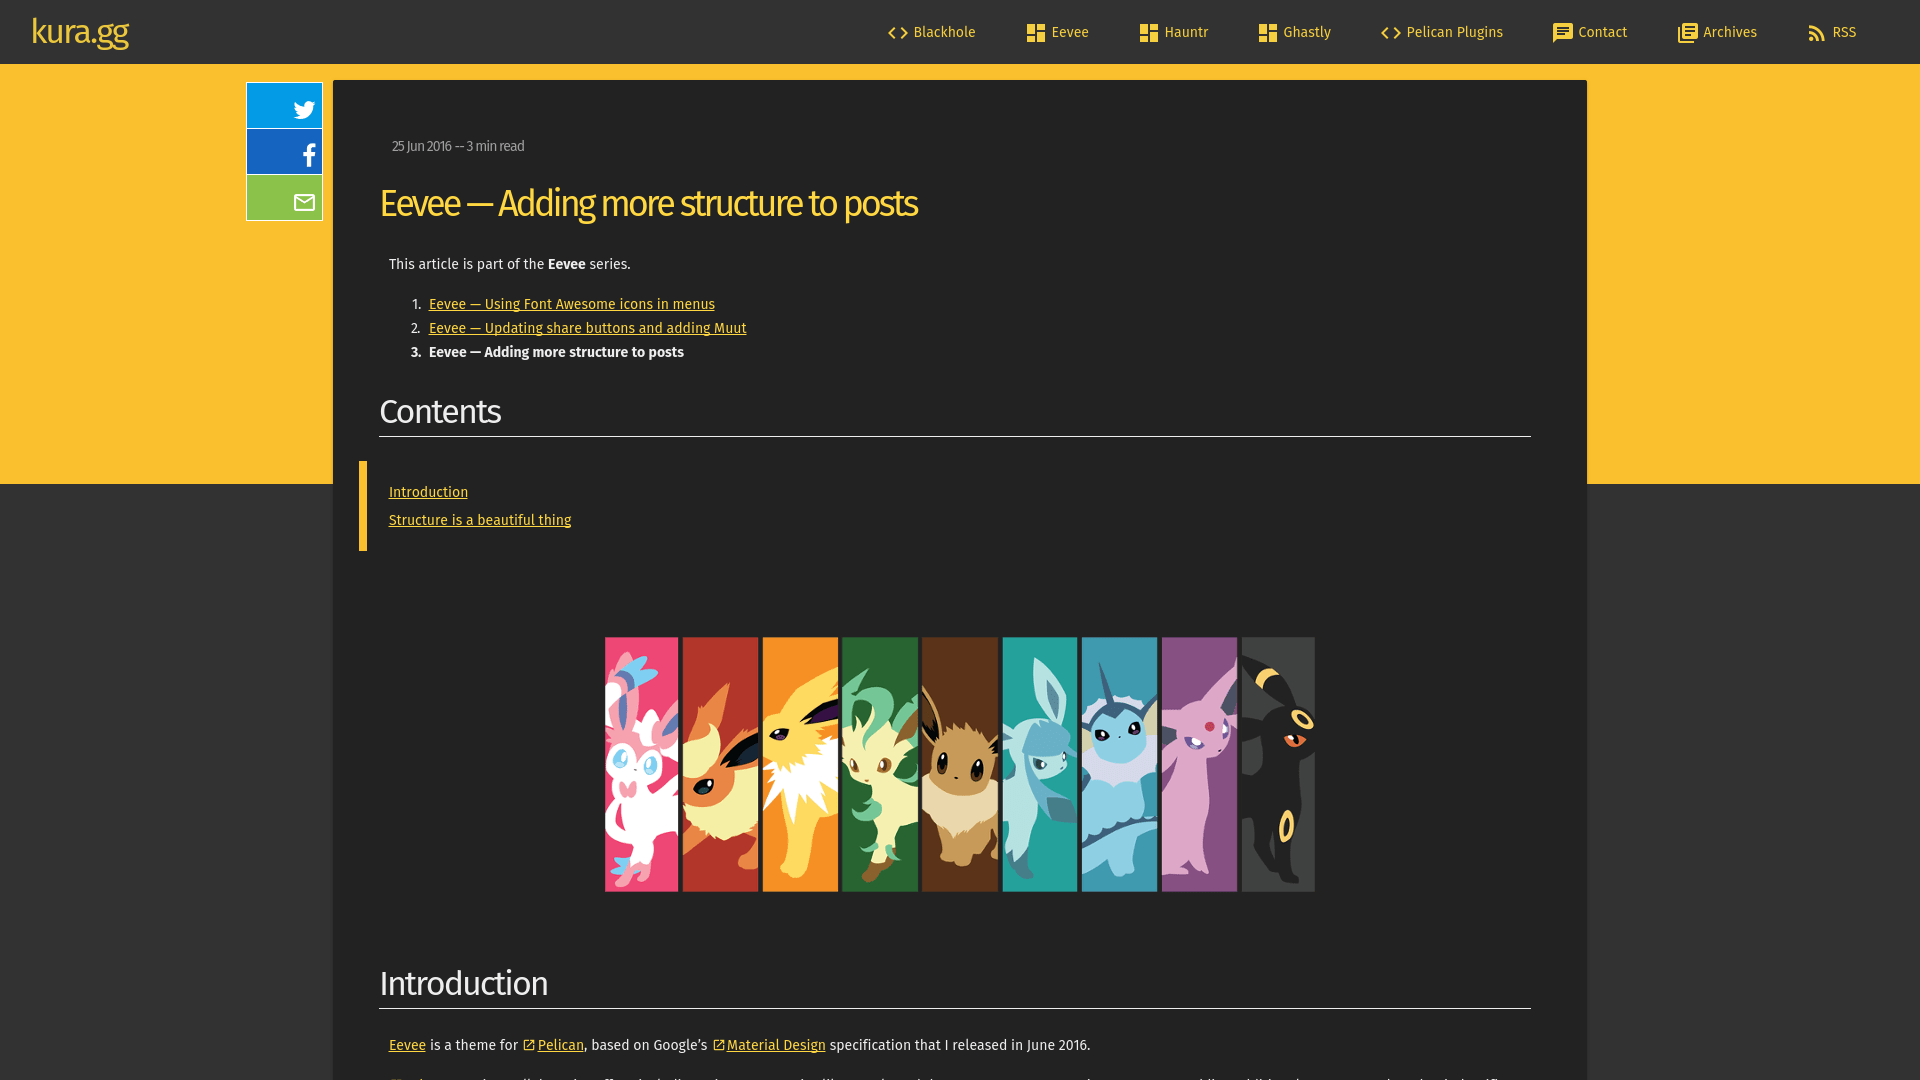 kura.gg
Blackhole
Eevee
Hauntr
Ghastly
Pelican Plugins
Contact
Archives
RSS
25 Jun 2016 -- 3 min read
Eevee — Adding more structure to posts
This article is part of the Eevee series.
1. Eevee — Using Font Awesome icons in menus
2. Eevee — Updating share buttons and adding Muut
3. Eevee — Adding more structure to posts
Contents
Introduction
Structure is a beautiful thing
Introduction
Eevee is a theme for Pelican, based on Google’s Material Design specification that I released in June 2016.